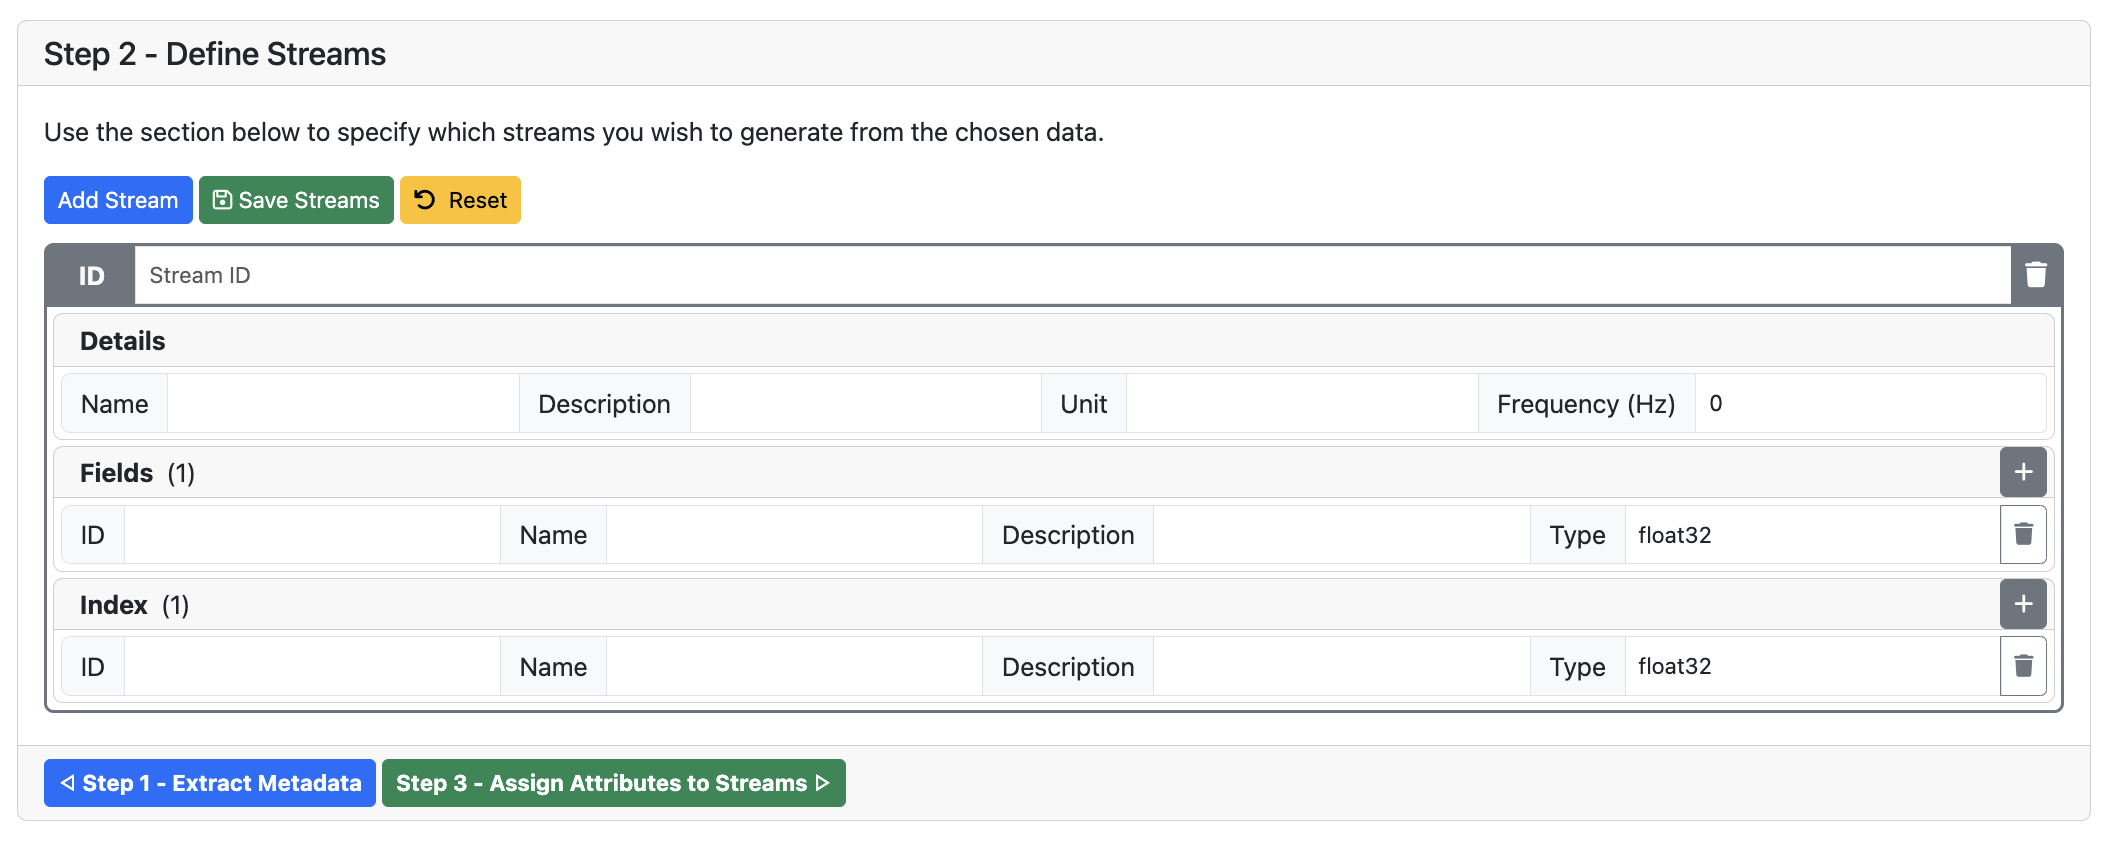 Step 2 - Define Streams
Use the section below to specify which streams you wish to generate from the chosen data.
Add Stream Save Streams Reset
ID Stream ID
Details
Name Description Unit Frequency (Hz) 0
Fields (1)
ID Name Description Type float32
Index (1)
ID Name Description Type float32
Step 1 - Extract Metadata Step 3 - Assign Attributes to Streams